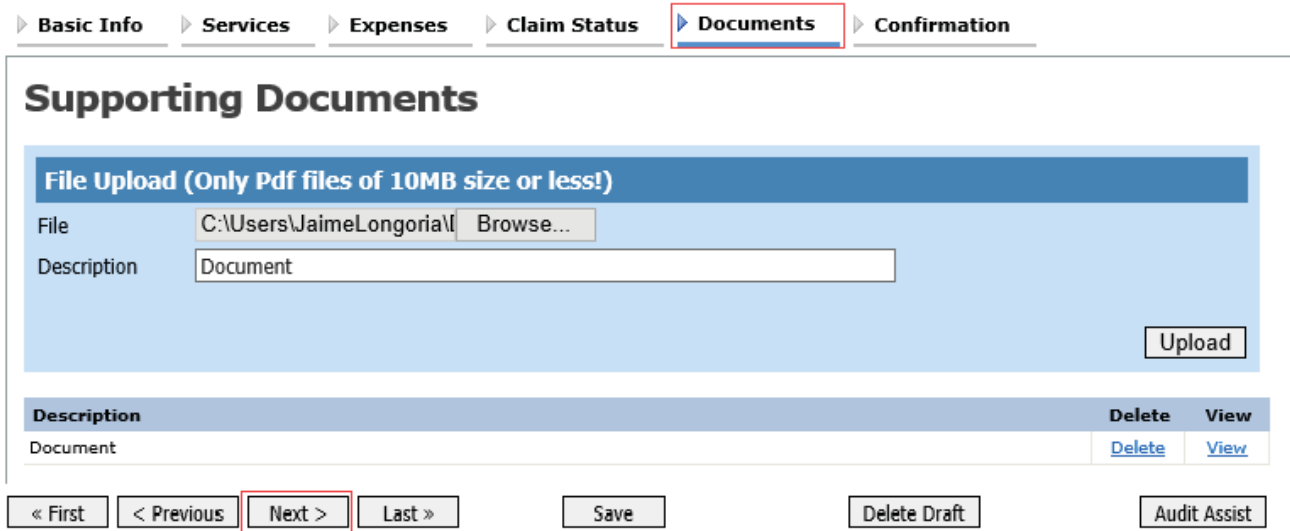 Basic Info Services Expenses Claim Status Documents Confirmation
Supporting Documents
File Upload (Only Pdf files of 10MB size or less!)
File C:\Users\JaimeLongoria\ Browse...
Description Document
Upload
Description Delete View
Document Delete View
« First < Previous Next > Last » Save Delete Draft Audit Assist